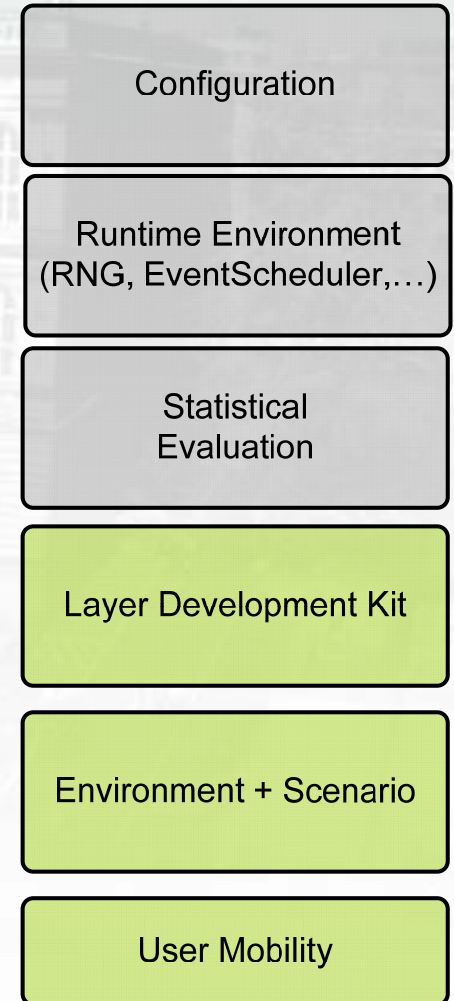 Configuration
Runtime Environment
(RNG, EventScheduler,…)
Statistical
Evaluation
Layer Development Kit
Environment + Scenario
User Mobility